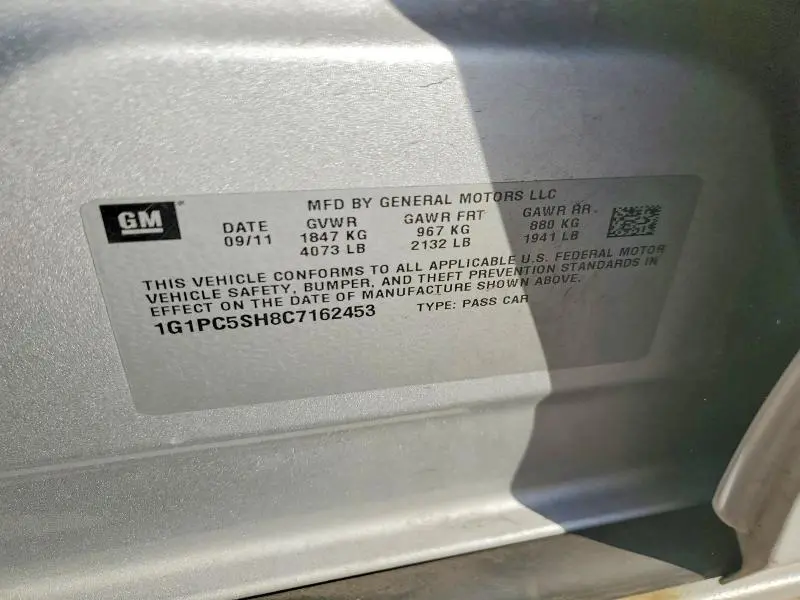 GM
MFD BY GENERAL MOTORS LLC
DATE GVWR GAWR FRT GAWR RR
09/11 1847 KG 967 KG 880 KG
4073 LB 2132 LB 1941 LB
THIS VEHICLE CONFORMS TO ALL APPLICABLE U.S. FEDERAL MOTOR
VEHICLE SAFETY, BUMPER, AND THEFT PREVENTION STANDARDS IN
EFFECT ON THE DATE OF MANUFACTURE SHOWN ABOVE.
1G1PC5SH8C7162453 TYPE: PASS CAR